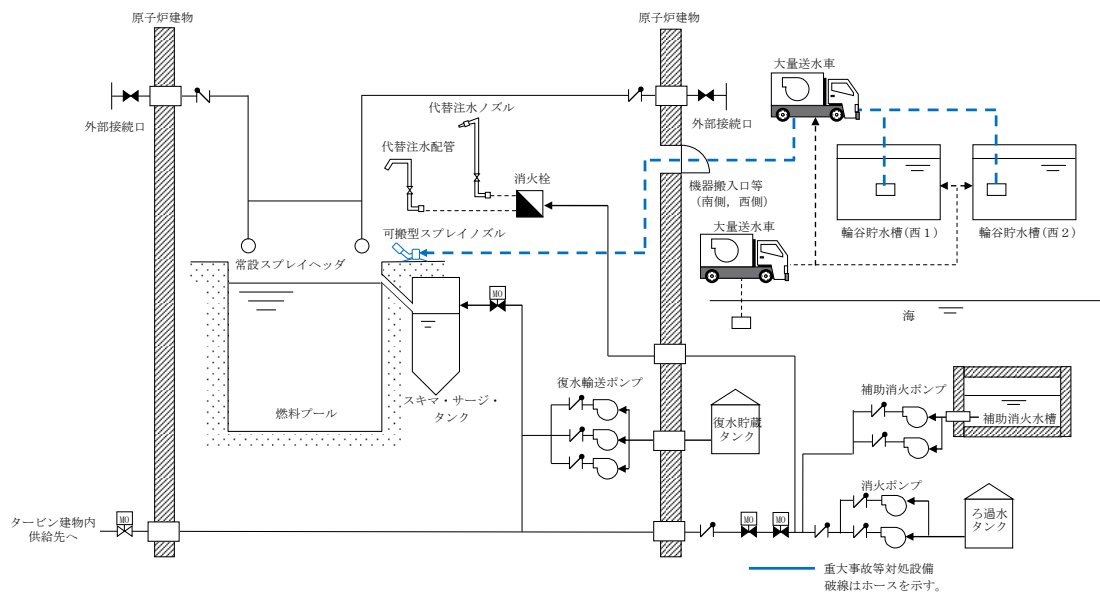 原子炉建物
原子炉建物
大量送水車
外部接続口
外部接続口
代替注水ノズル
代替注水配管
消火栓
機器搬入口等
(南側，西側)
輪谷貯水槽(西1)
輪谷貯水槽(西2)
大量送水車
可搬型スプレイノズル
常設スプレイヘッダ
MO
海
燃料プール
スキマ・サージ・
タンク
復水輸送ポンプ
復水貯蔵
タンク
補助消火ポンプ
補助消火水槽
消火ポンプ
ろ過水
タンク
タービン建物内
供給先へ
MO
MO
MO
重大事故等対処設備
破線はホースを示す。